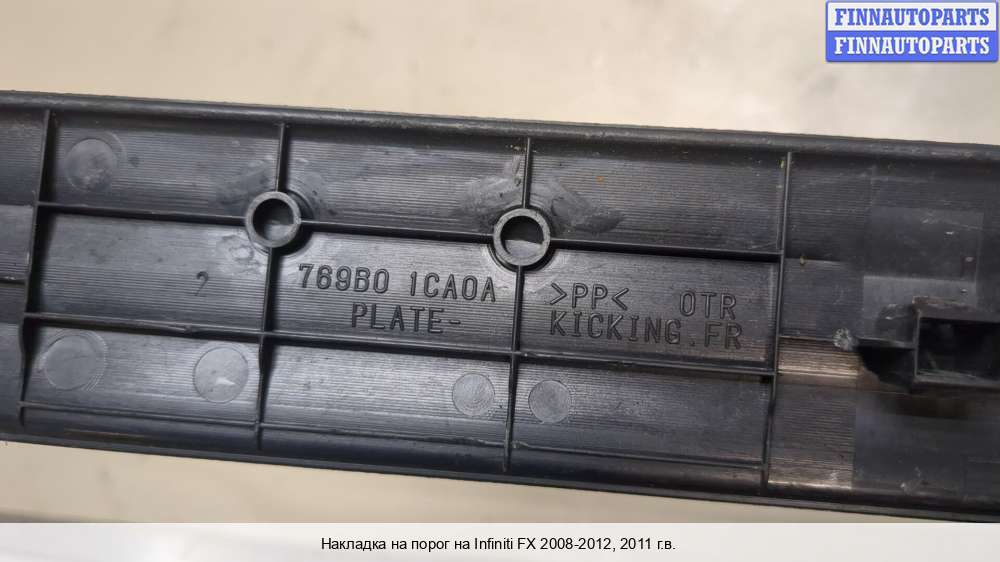 FINNAUTOPARTS
FINNAUTOPARTS
2
769B0 1CA0A >PP< OTR
PLATE- KICKING.FR
Накладка на порог на Infiniti FX 2008-2012, 2011 г.в.